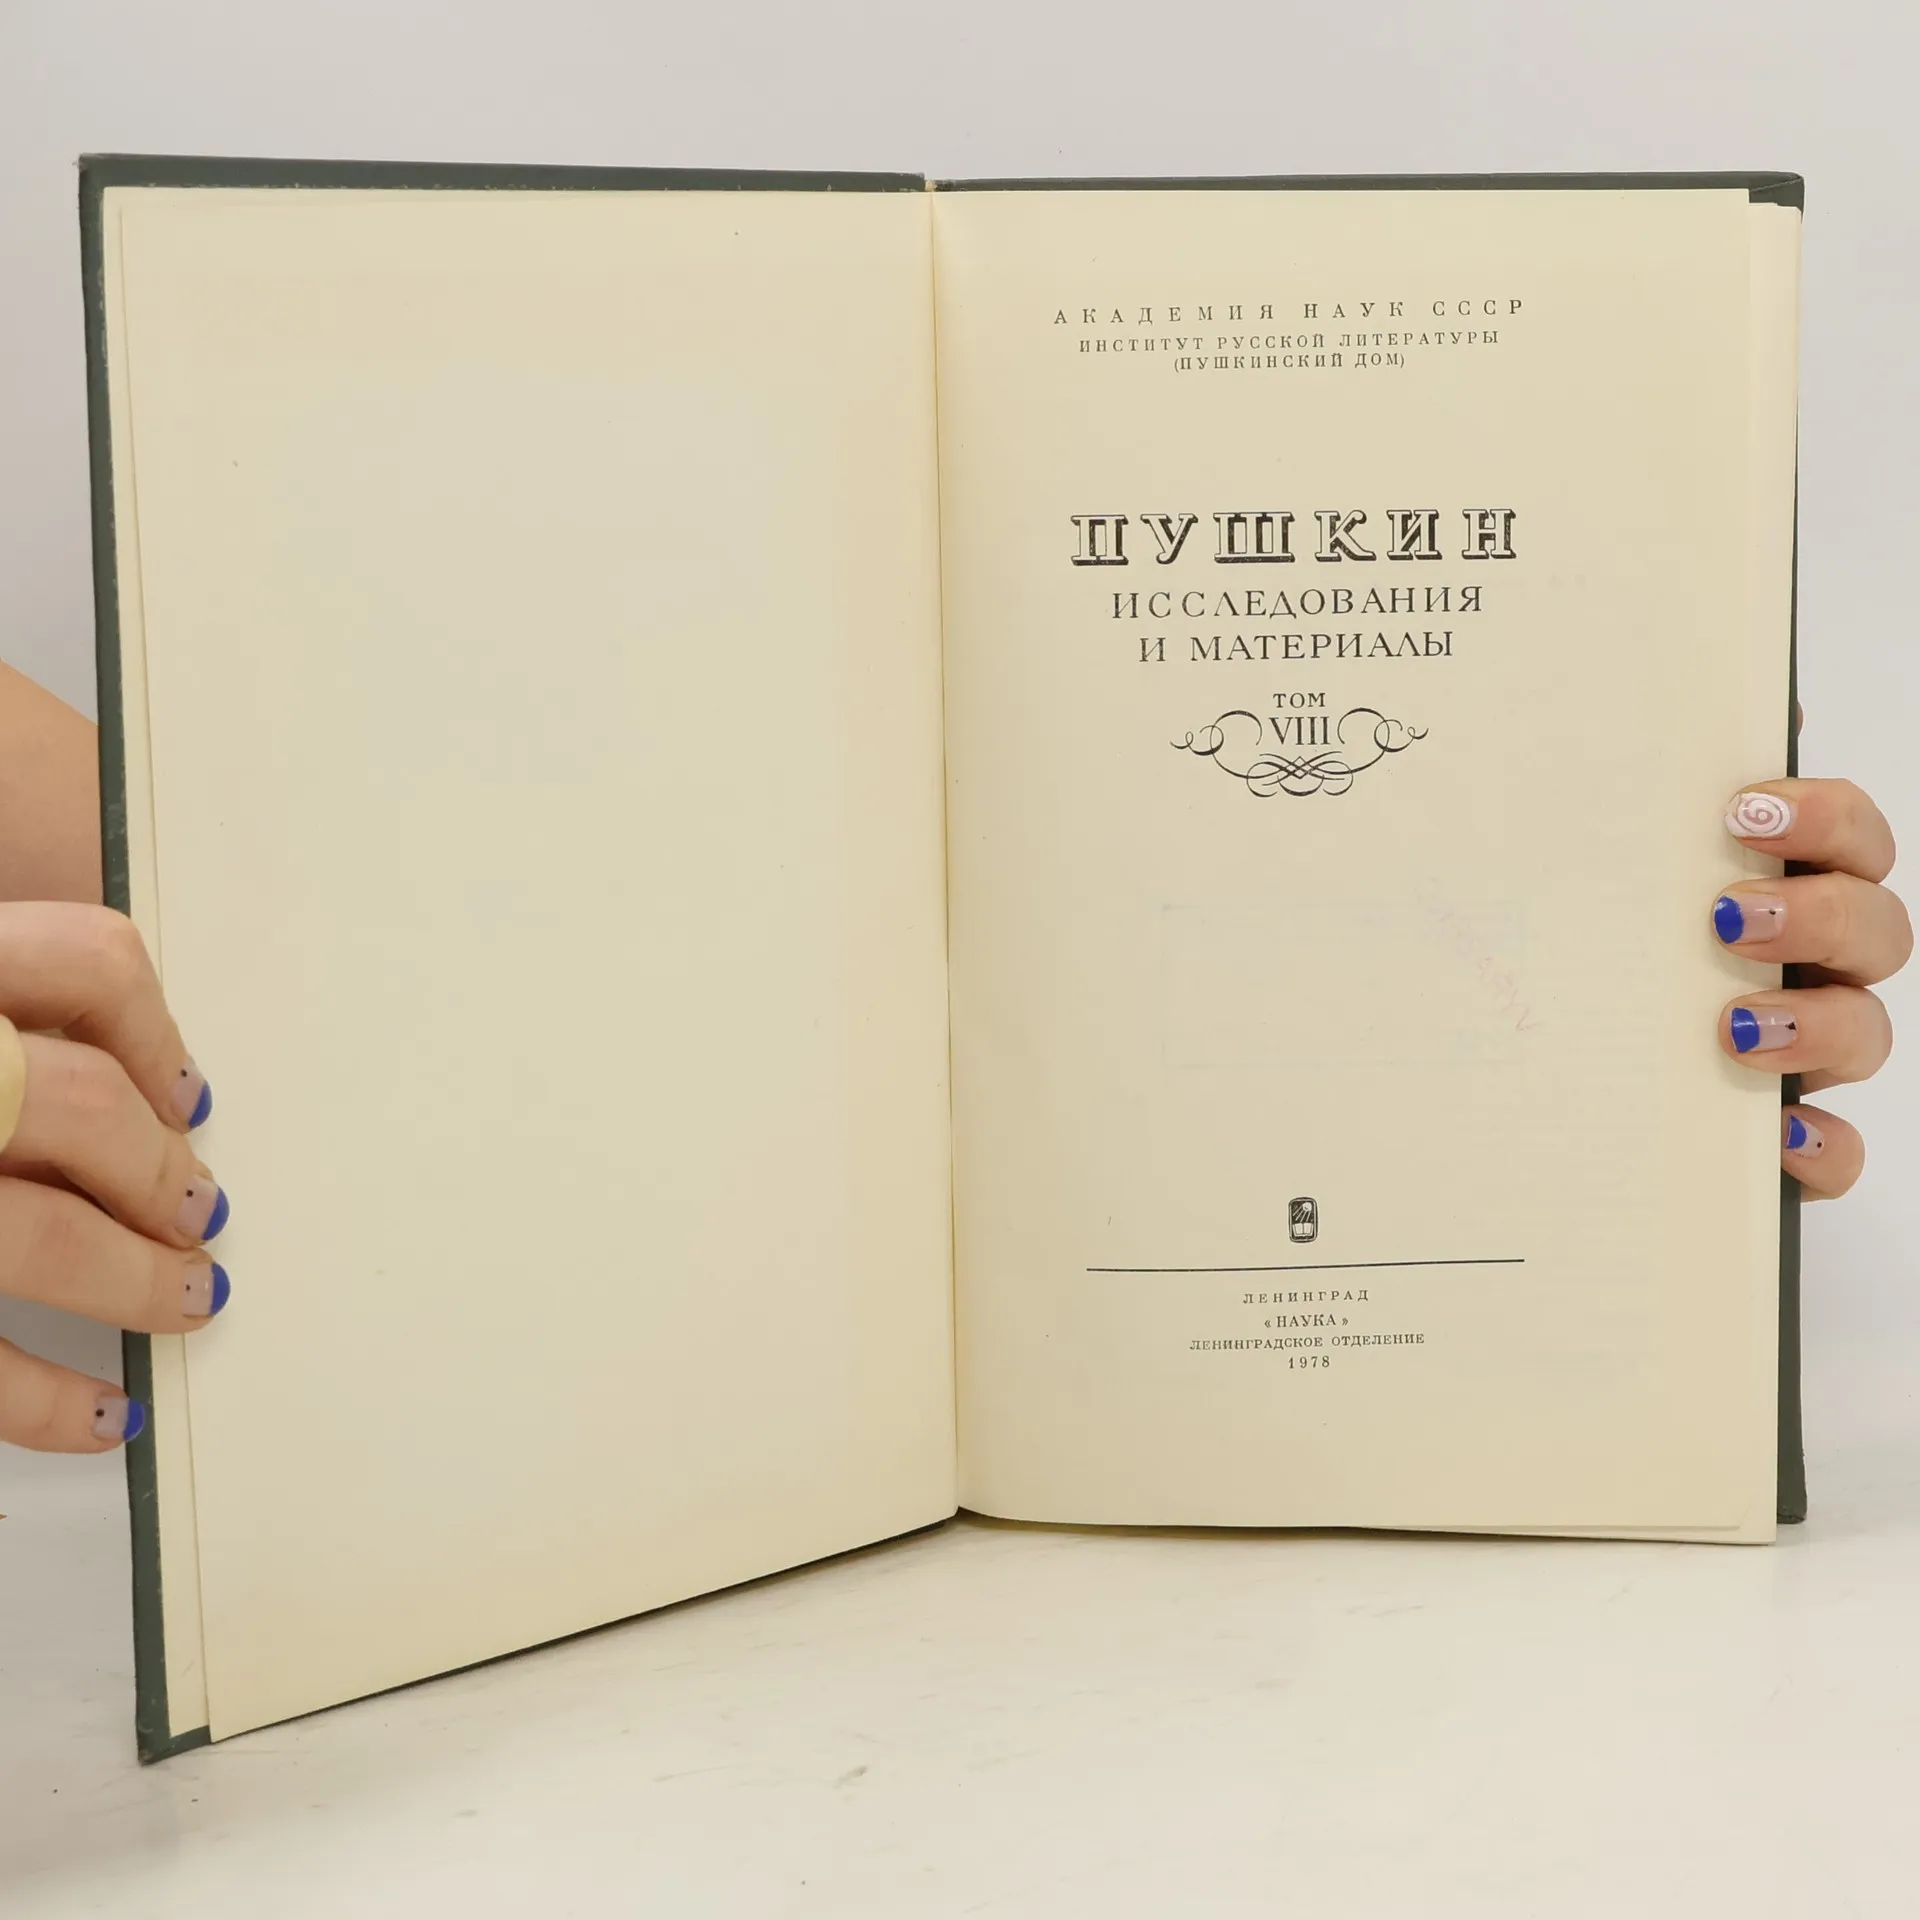 АКАДЕМИЯ НАУК СССР
ИНСТИТУТ РУССКОЙ ЛИТЕРАТУРЫ
(ПУШКИНСКИЙ ДОМ)
ПУШКИН
ИССЛЕДОВАНИЯ
И МАТЕРИАЛЫ
ТОМ
VIII
ЛЕНИНГРАД
«НАУКА»
ЛЕНИНГРАДСКОЕ ОТДЕЛЕНИЕ
1978